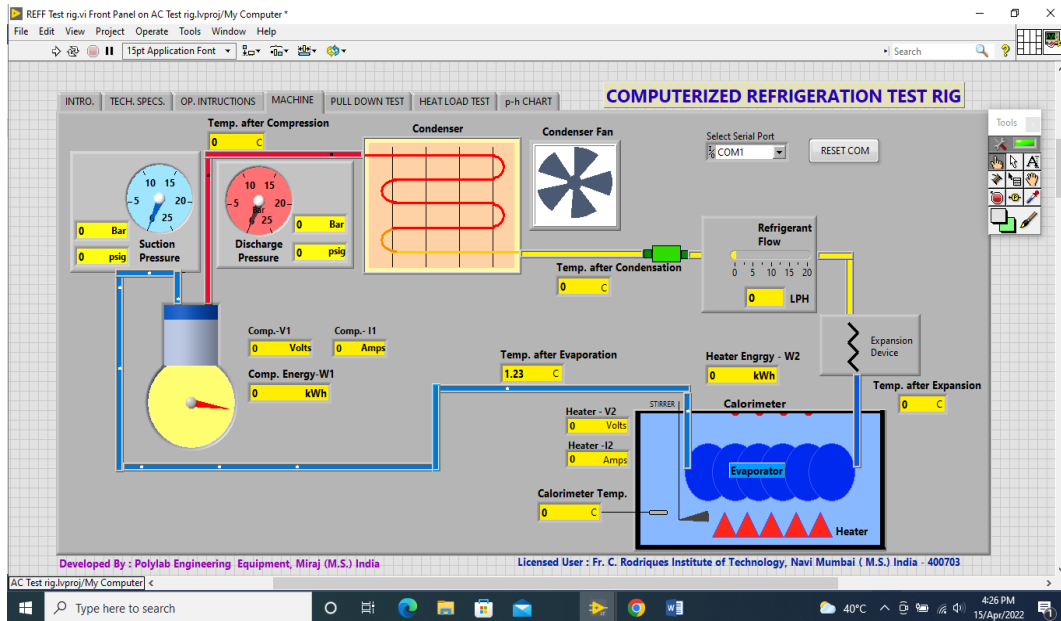 REFF Test rig.vi Front Panel on AC Test rig.lvproj/My Computer *
File Edit View Project Operate Tools Window Help
15pt Application Font
Search
INTRO. TECH. SPECS. OP. INTRUCTIONS MACHINE PULL DOWN TEST HEAT LOAD TEST p-h CHART
COMPUTERIZED REFRIGERATION TEST RIG
Tools
Temp. after Compression
0 C
Condenser
Condenser Fan
Select Serial Port
COM1
RESET COM
5 10 15 20 25
0 Bar
0 psig
Suction
Pressure
5 10 15 20 25
Bar
0 Bar
0 psig
Discharge
Pressure
Temp. after Condensation
0 C
Refrigerant
Flow
0 5 10 15 20
0 LPH
Expansion
Device
Comp.-V1
0 Volts
Comp.- I1
0 Amps
Comp. Energy-W1
0 kWh
Temp. after Evaporation
1.23 C
Heater Engrgy - W2
0 kWh
Temp. after Expansion
0 C
Heater - V2
0 Volts
Heater -I2
0 Amps
STIRRER
Calorimeter
Evaporator
Calorimeter Temp.
0 C
Heater
Developed By : Polylab Engineering Equipment, Miraj (M.S.) India
Licensed User : Fr. C. Rodriques Institute of Technology, Navi Mumbai ( M.S.) India - 400703
AC Test rig.lvproj/My Computer
Type here to search
40°C
4:26 PM
15/Apr/2022
1